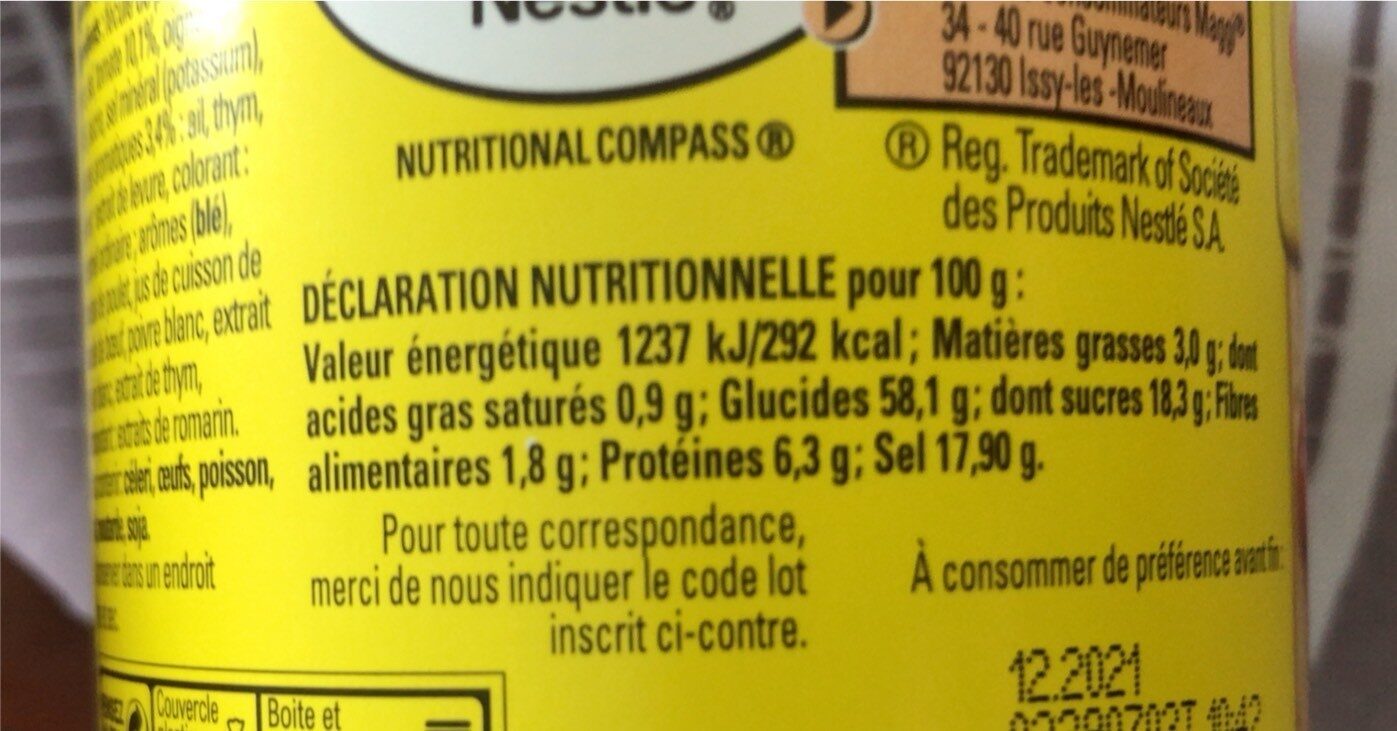 Nestlé®
34 - 40 rue Guynemer
92130 Issy-les-Moulineaux
NUTRITIONAL COMPASS ®
® Reg. Trademark of Société
des Produits Nestlé S.A.
10,1%,
sel minéral (potassium),
3,4% : ail, thym,
de levure, colorant :
arômes (blé),
jus de cuisson de
poivre blanc, extrait
extrait de thym,
extraits de romarin.
céleri, œufs, poisson,
soja.
dans un endroit
DÉCLARATION NUTRITIONNELLE pour 100 g :
Valeur énergétique 1237 kJ/292 kcal ; Matières grasses 3,0 g; dont
acides gras saturés 0,9 g; Glucides 58,1 g; dont sucres 18,3 g; Fibres
alimentaires 1,8 g; Protéines 6,3 g; Sel 17,90 g.
Pour toute correspondance,
merci de nous indiquer le code lot
inscrit ci-contre.
À consommer de préférence avant fin :
12.2021
Couvercle
Boite et